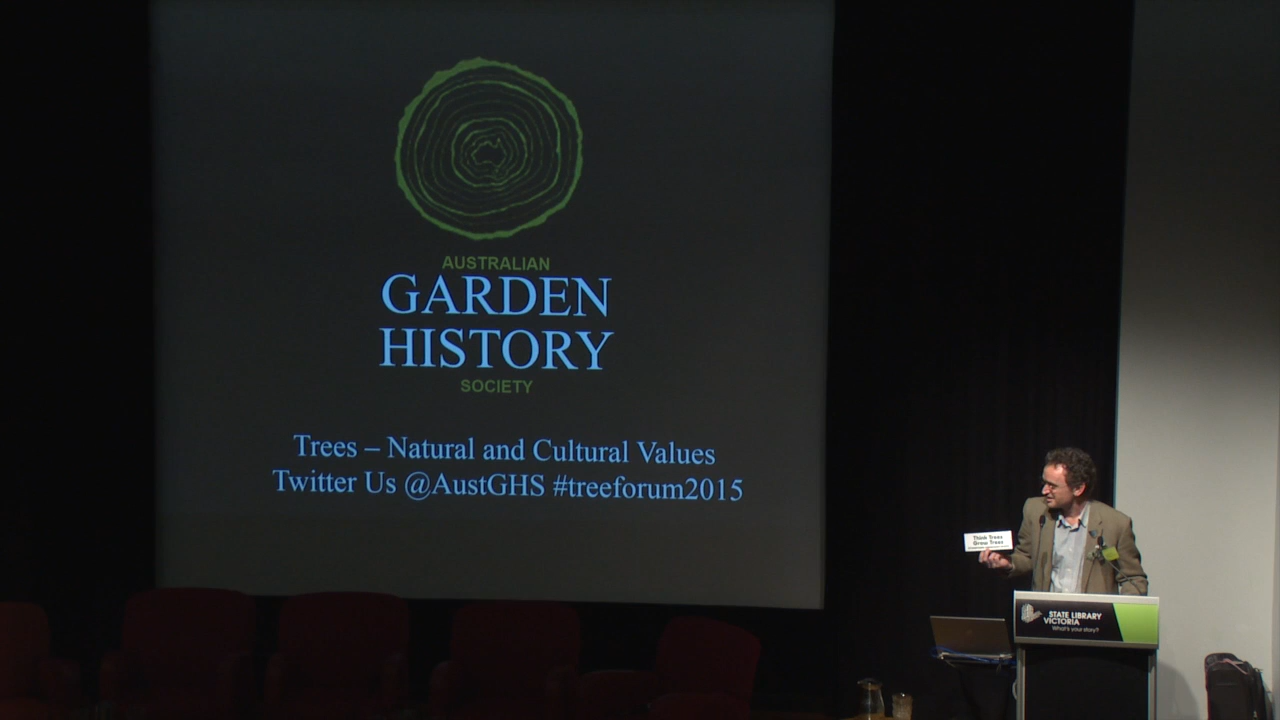 AUSTRALIAN
GARDEN
HISTORY
SOCIETY
Trees – Natural and Cultural Values
Twitter Us @AustGHS #treeforum2015
Think Trees
Grow Trees
STATE LIBRARY
VICTORIA
What's your story?